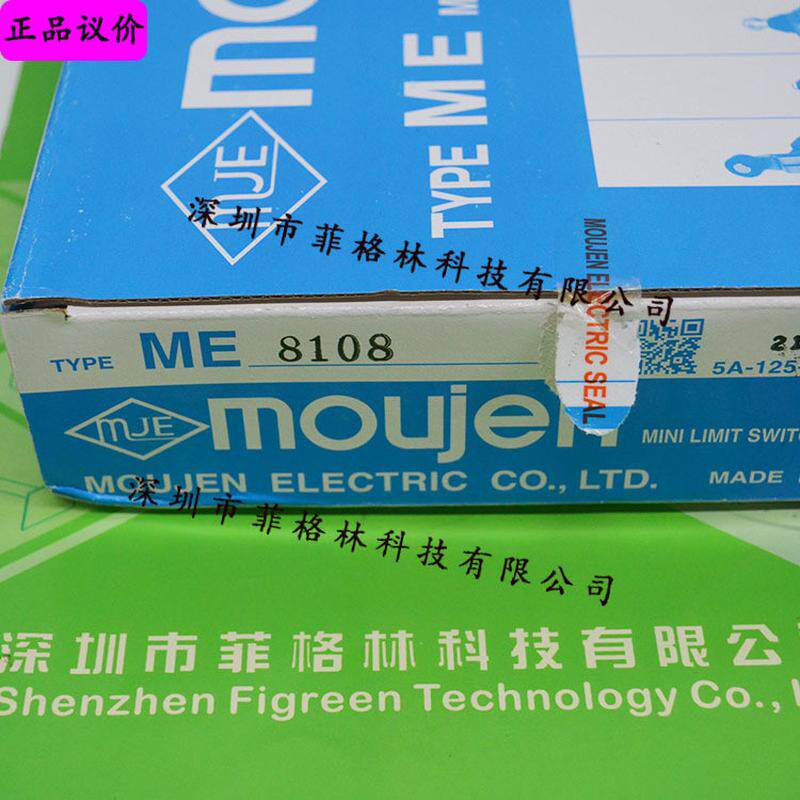 正品议价
MJE
TYPE ME
深圳市菲格林科技有限公司
MOUJEN ELECTRIC SEAL
TYPE ME 8108
5A-125
MJE moujen MINI LIMIT
MOUJEN ELECTRIC CO., LTD. MADE
深圳市菲格林科技有限公司
深圳市菲格林科技有限公
Shenzhen Figreen Technology Co.,